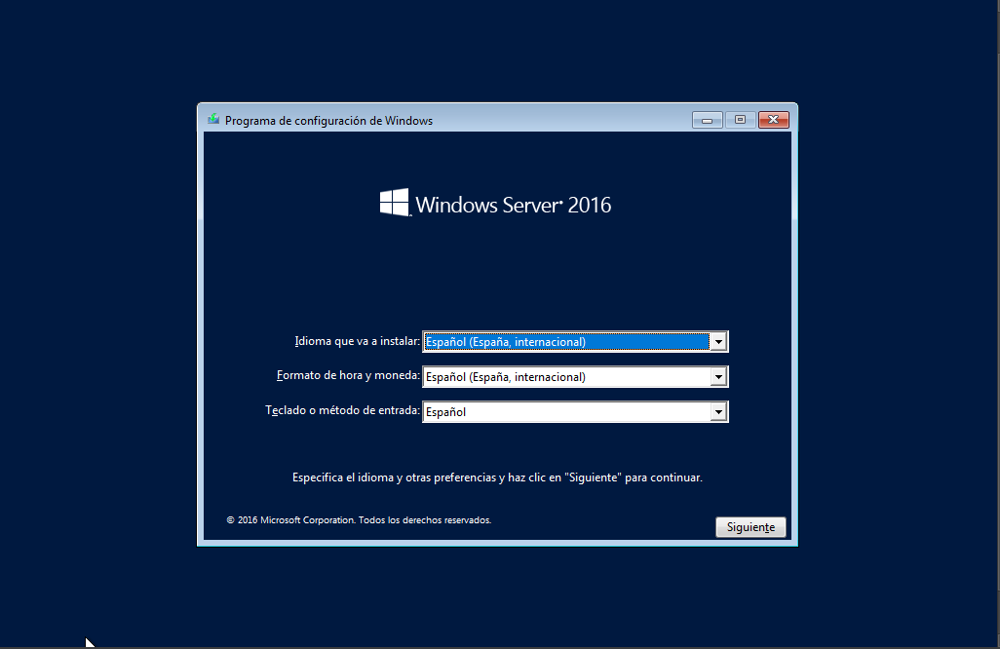 Programa de configuración de Windows
Windows Server® 2016
Idioma que va a instalar: Español (España, internacional)
Formato de hora y moneda: Español (España, internacional)
Teclado o método de entrada: Español
Especifica el idioma y otras preferencias y haz clic en "Siguiente" para continuar.
© 2016 Microsoft Corporation. Todos los derechos reservados.
Siguiente